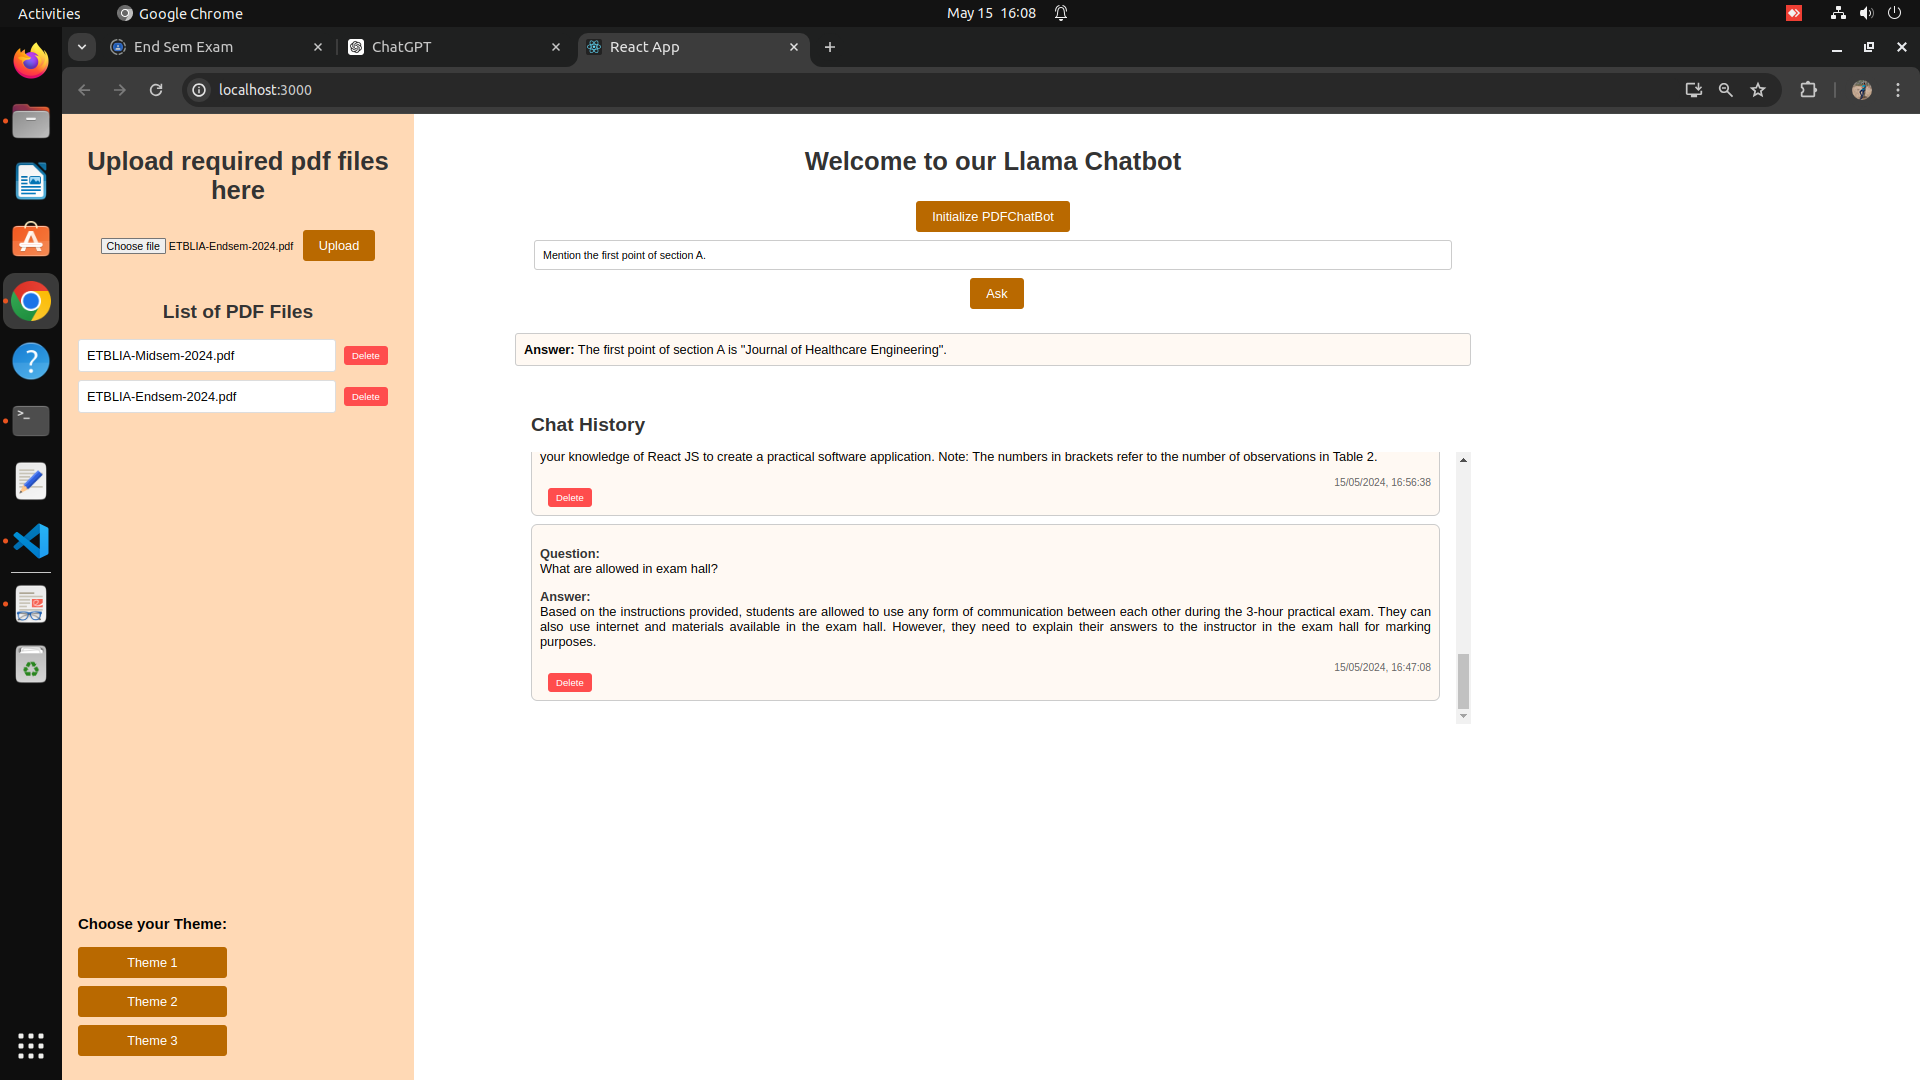 Activities
Google Chrome
May 15 16:08
End Sem Exam
ChatGPT
React App
localhost:3000
Upload required pdf files
here
Choose file ETBLIA-Endsem-2024.pdf
Upload
List of PDF Files
ETBLIA-Midsem-2024.pdf
Delete
ETBLIA-Endsem-2024.pdf
Delete
Choose your Theme:
Theme 1
Theme 2
Theme 3
Welcome to our Llama Chatbot
Initialize PDFChatBot
Mention the first point of section A.
Ask
Answer: The first point of section A is "Journal of Healthcare Engineering".
Chat History
your knowledge of React JS to create a practical software application. Note: The numbers in brackets refer to the number of observations in Table 2.
15/05/2024, 16:56:38
Delete
Question:
What are allowed in exam hall?
Answer:
Based on the instructions provided, students are allowed to use any form of communication between each other during the 3-hour practical exam. They can
also use internet and materials available in the exam hall. However, they need to explain their answers to the instructor in the exam hall for marking
purposes.
15/05/2024, 16:47:08
Delete